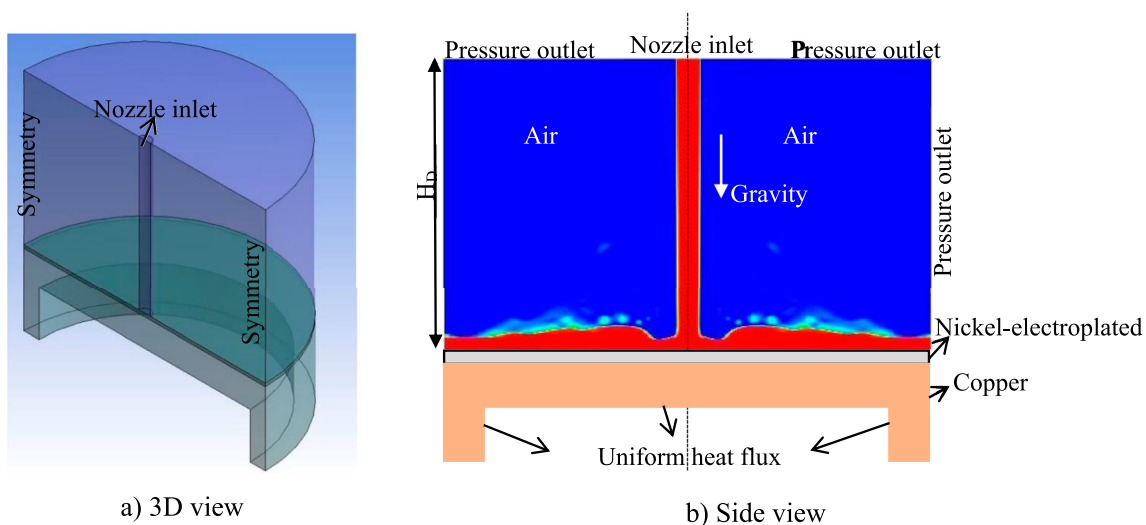 Nozzle inlet
Symmetry
Symmetry
a) 3D view
Pressure outlet
Nozzle inlet
Pressure outlet
Air
Air
Gravity
H_D
Pressure outlet
Nickel-electroplated
Copper
Uniform heat flux
b) Side view